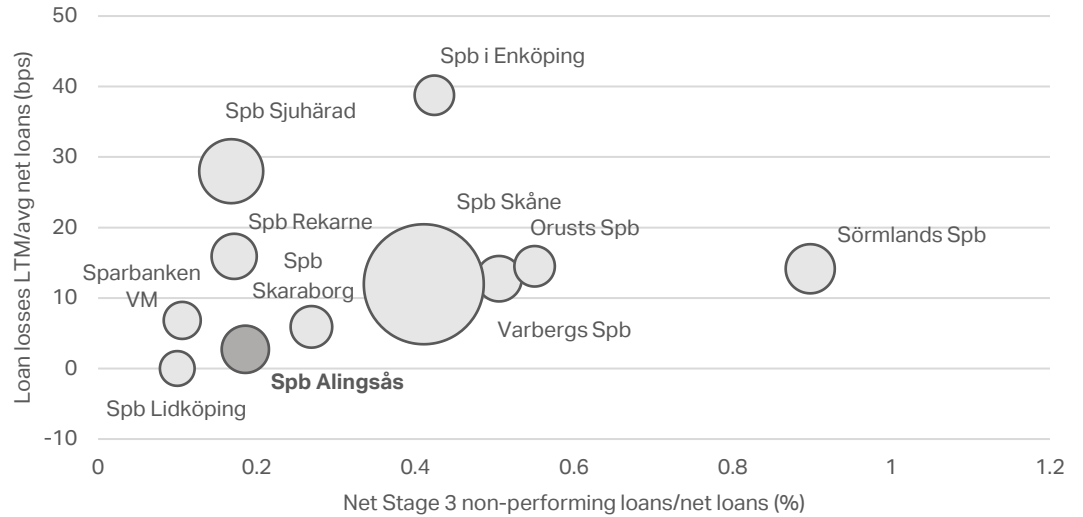 50
40
30
20
10
0
-10
Loan losses LTM/avg net loans (bps)
Spb i Enköping
Spb Sjuhärad
Spb Skåne
Spb Rekarne
Orusts Spb
Sörmlands Spb
Spb
Skaraborg
Sparbanken
VM
Varbergs Spb
Spb Alingsås
Spb Lidköping
0
0.2
0.4
0.6
0.8
1
1.2
Net Stage 3 non-performing loans/net loans (%)